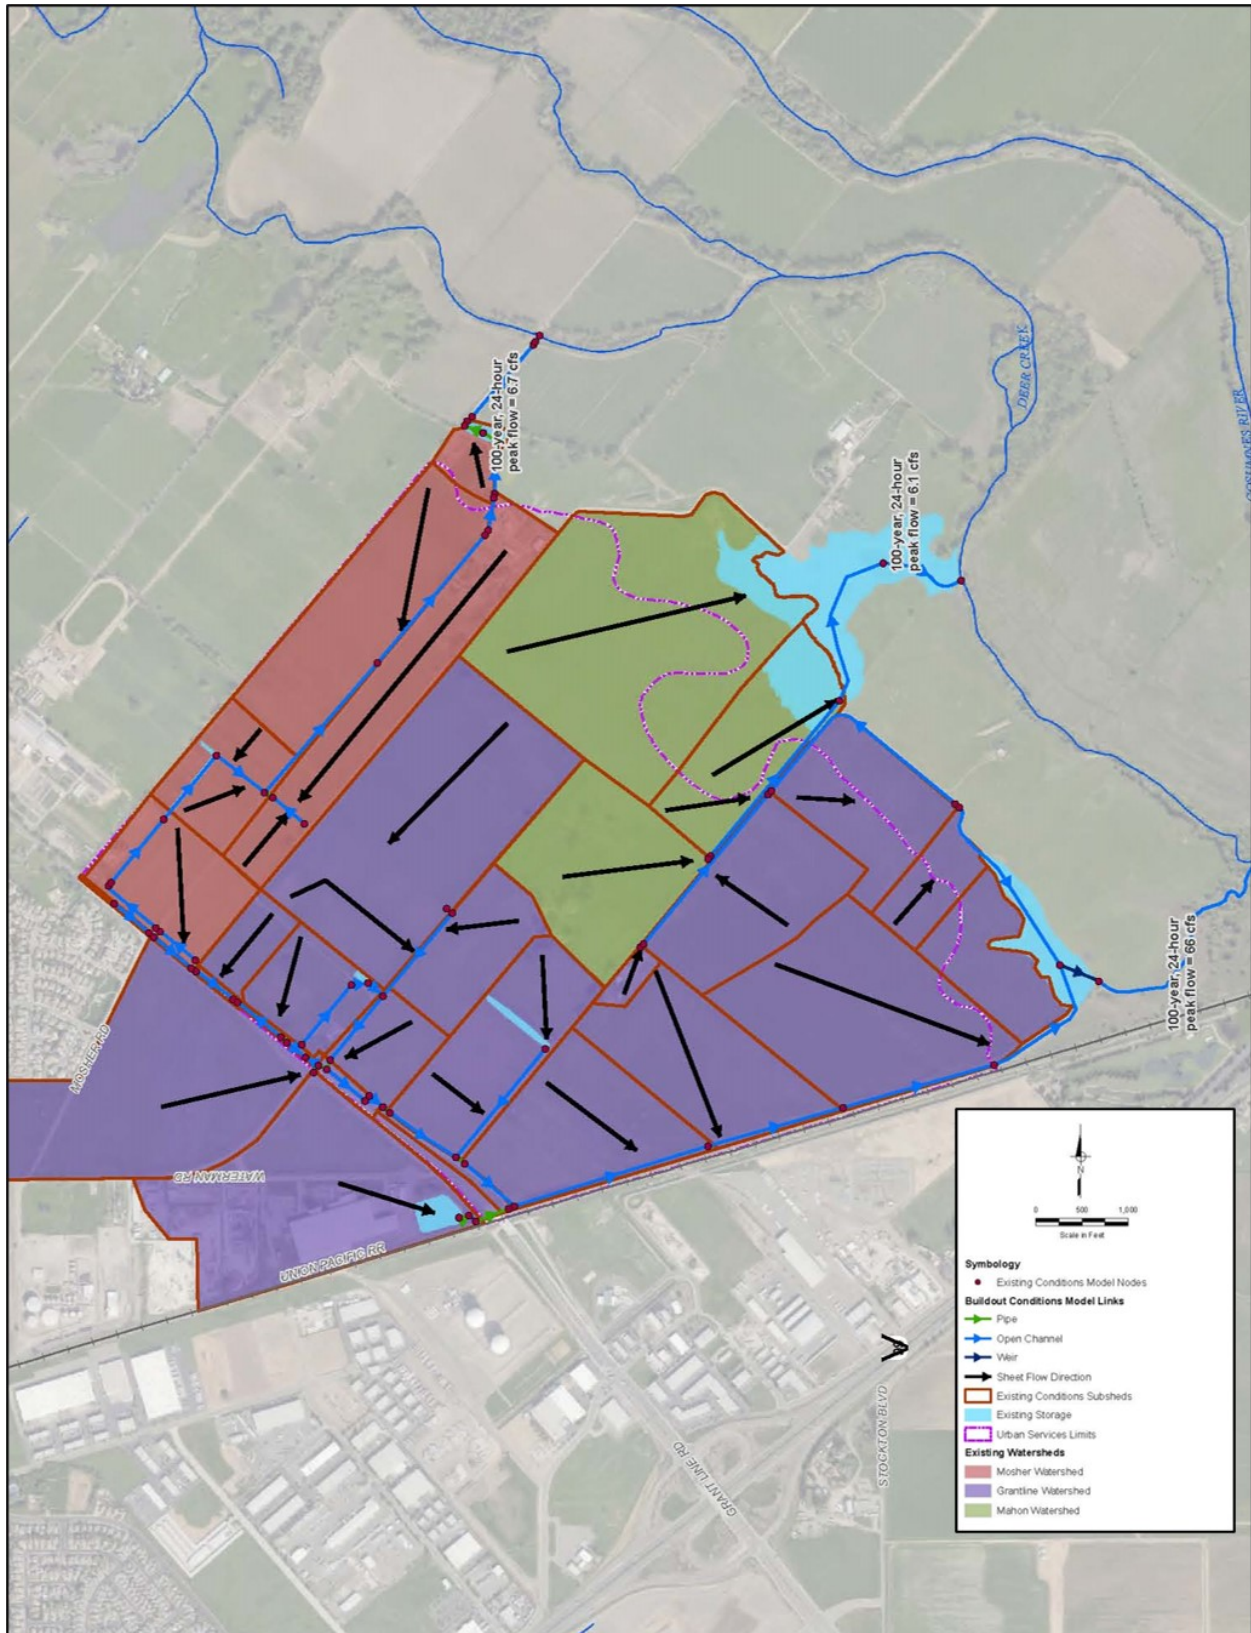 100-year, 24-hour
peak flow = 6.7 cfs
DEER CREEK
100-year, 24-hour
peak flow = 6.1 cfs
100-year, 24-hour
peak flow = 66 cfs
MOSHER RD
WATERMAN RD
UNION PACIFIC RR
GRANT LINE RD
STOCKTON BLVD
N
0 500 1,000
Scale in Feet
Symbology
Existing Conditions Model Nodes
Buildout Conditions Model Links
Pipe
Open Channel
Weir
Sheet Flow Direction
Existing Conditions Subsheds
Existing Storage
Urban Services Limits
Existing Watersheds
Mosher Watershed
Grantline Watershed
Mahon Watershed